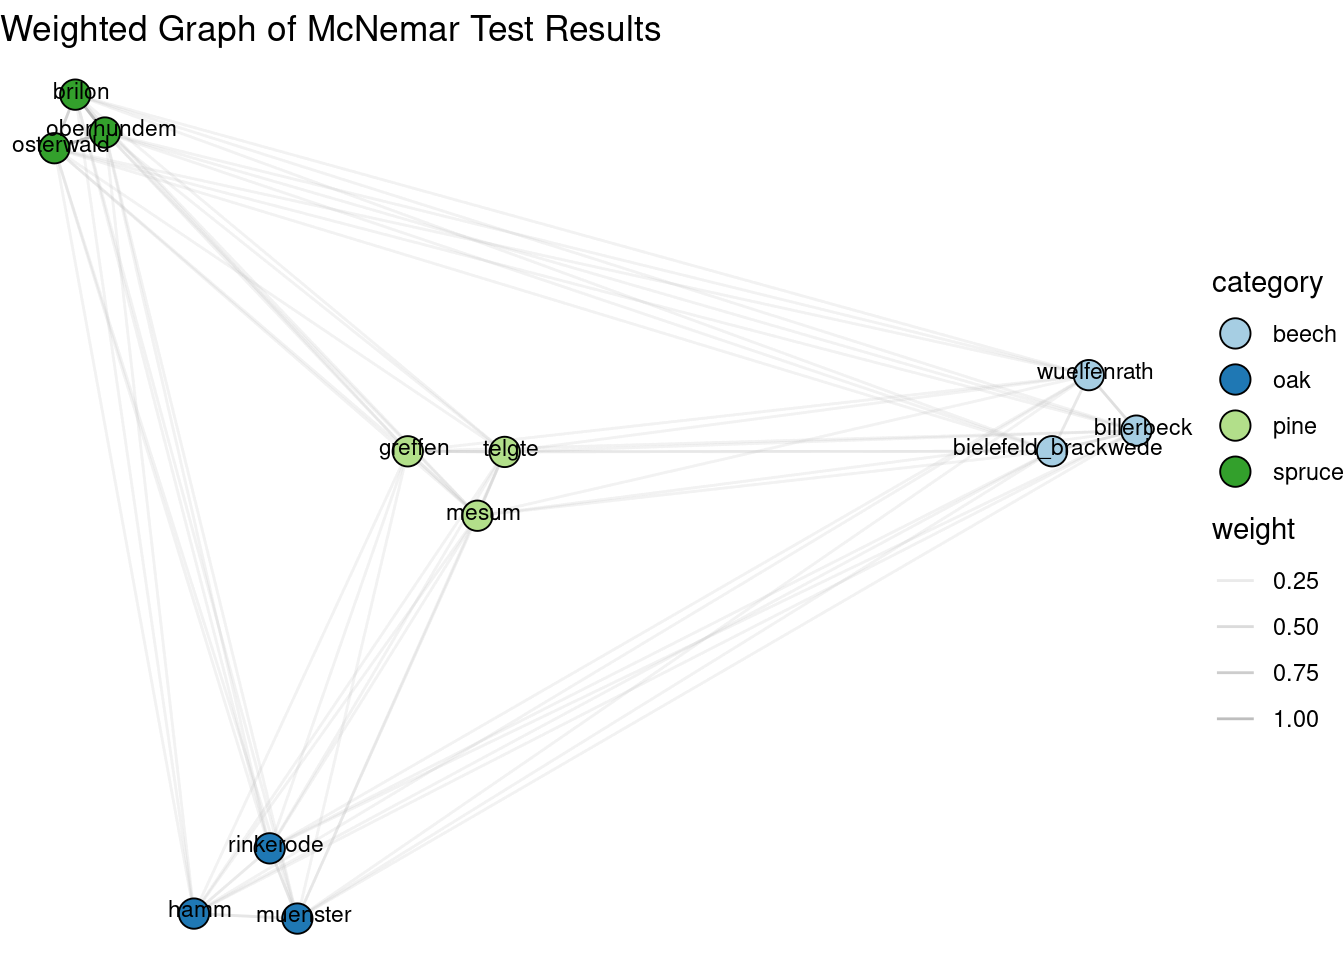 Weighted Graph of McNemar Test Results
brilon
oberhundem
osterwald
category
beech
wuelfenrath
oak
billerbeck
pine
greffen
telgte
bielefeld_brackwede
spruce
mesum
weight
0.25
0.50
0.75
1.00
rinkerode
hamm
muenster